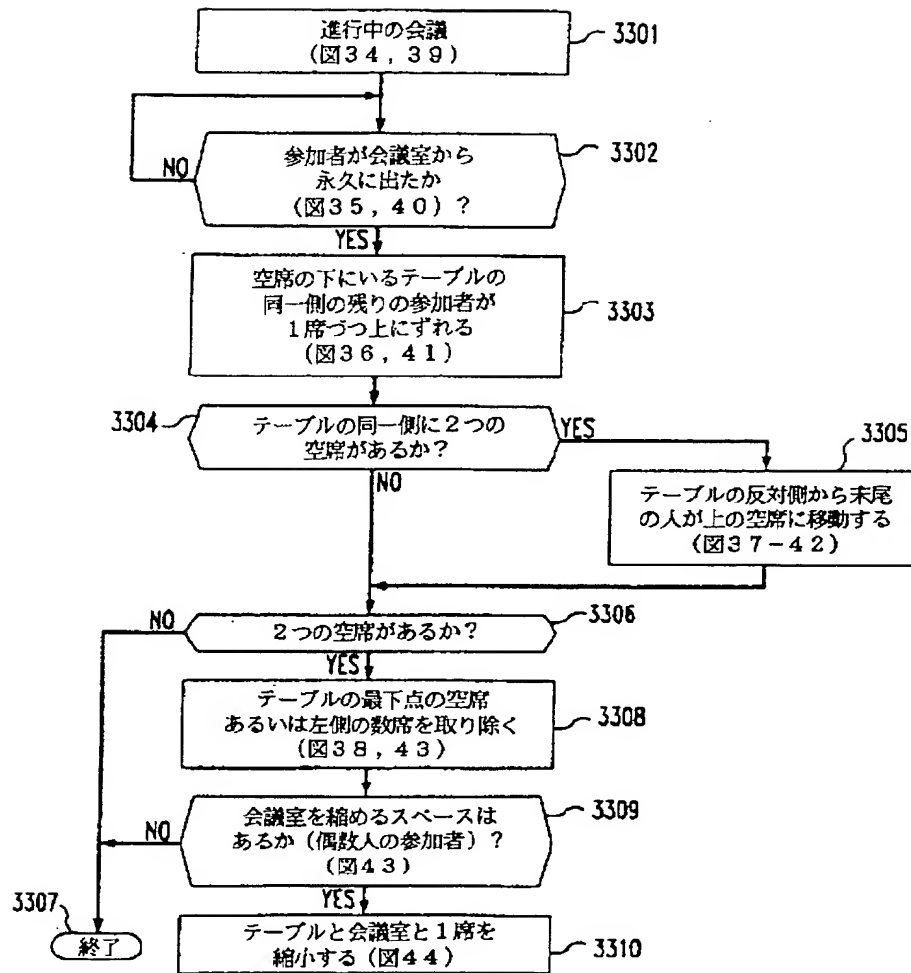 進行中の会議
(図34,39)
3301
参加者が会議室から
永久に出たか
(図35,40)?
3302
NO
YES
空席の下にいるテーブルの
同一側の残りの参加者が
1席づつ上にずれる
(図36,41)
3303
3304
テーブルの同一側に2つの
空席があるか?
YES
NO
3305
テーブルの反対側から末尾
の人が上の空席に移動する
(図37-42)
NO
2つの空席があるか?
3306
YES
テーブルの最下点の空席
あるいは左側の数席を取り除く
(図38,43)
3308
会議室を縮めるスペースは
あるか(偶数人の参加者)?
(図43)
3309
NO
YES
3307
終了
テーブルと会議室と1席を
縮小する(図44)
3310